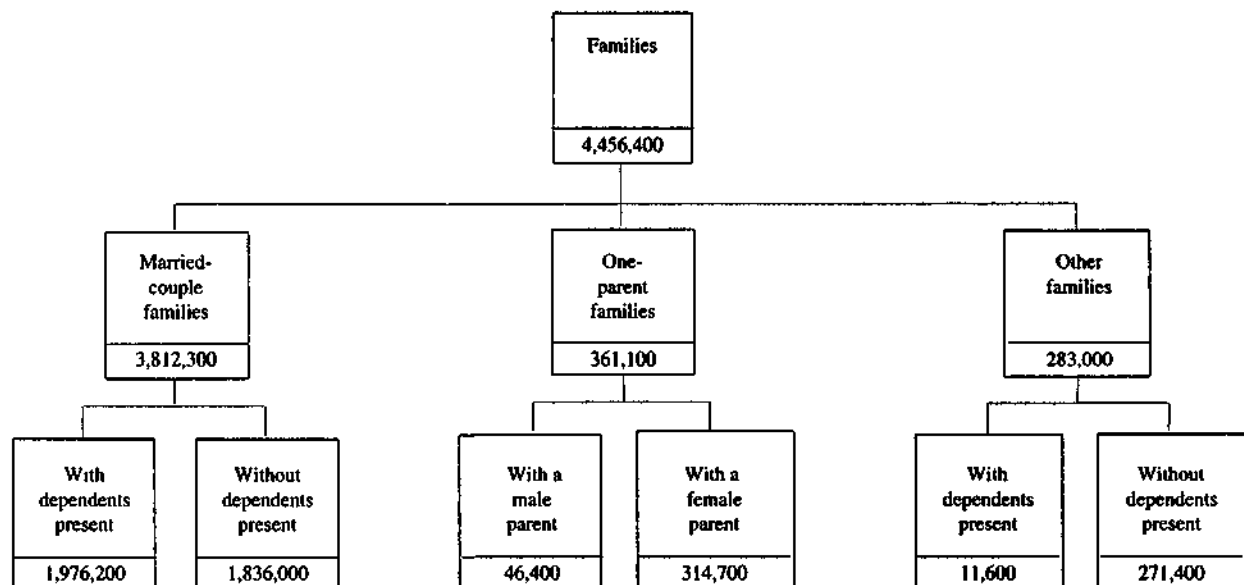 Families
4,456,400
Married-
couple
families
3,812,300
One-
parent
families
361,100
Other
families
283,000
With
dependents
present
1,976,200
Without
dependents
present
1,836,000
With a
male
parent
46,400
With a
female
parent
314,700
With
dependents
present
11,600
Without
dependents
present
271,400